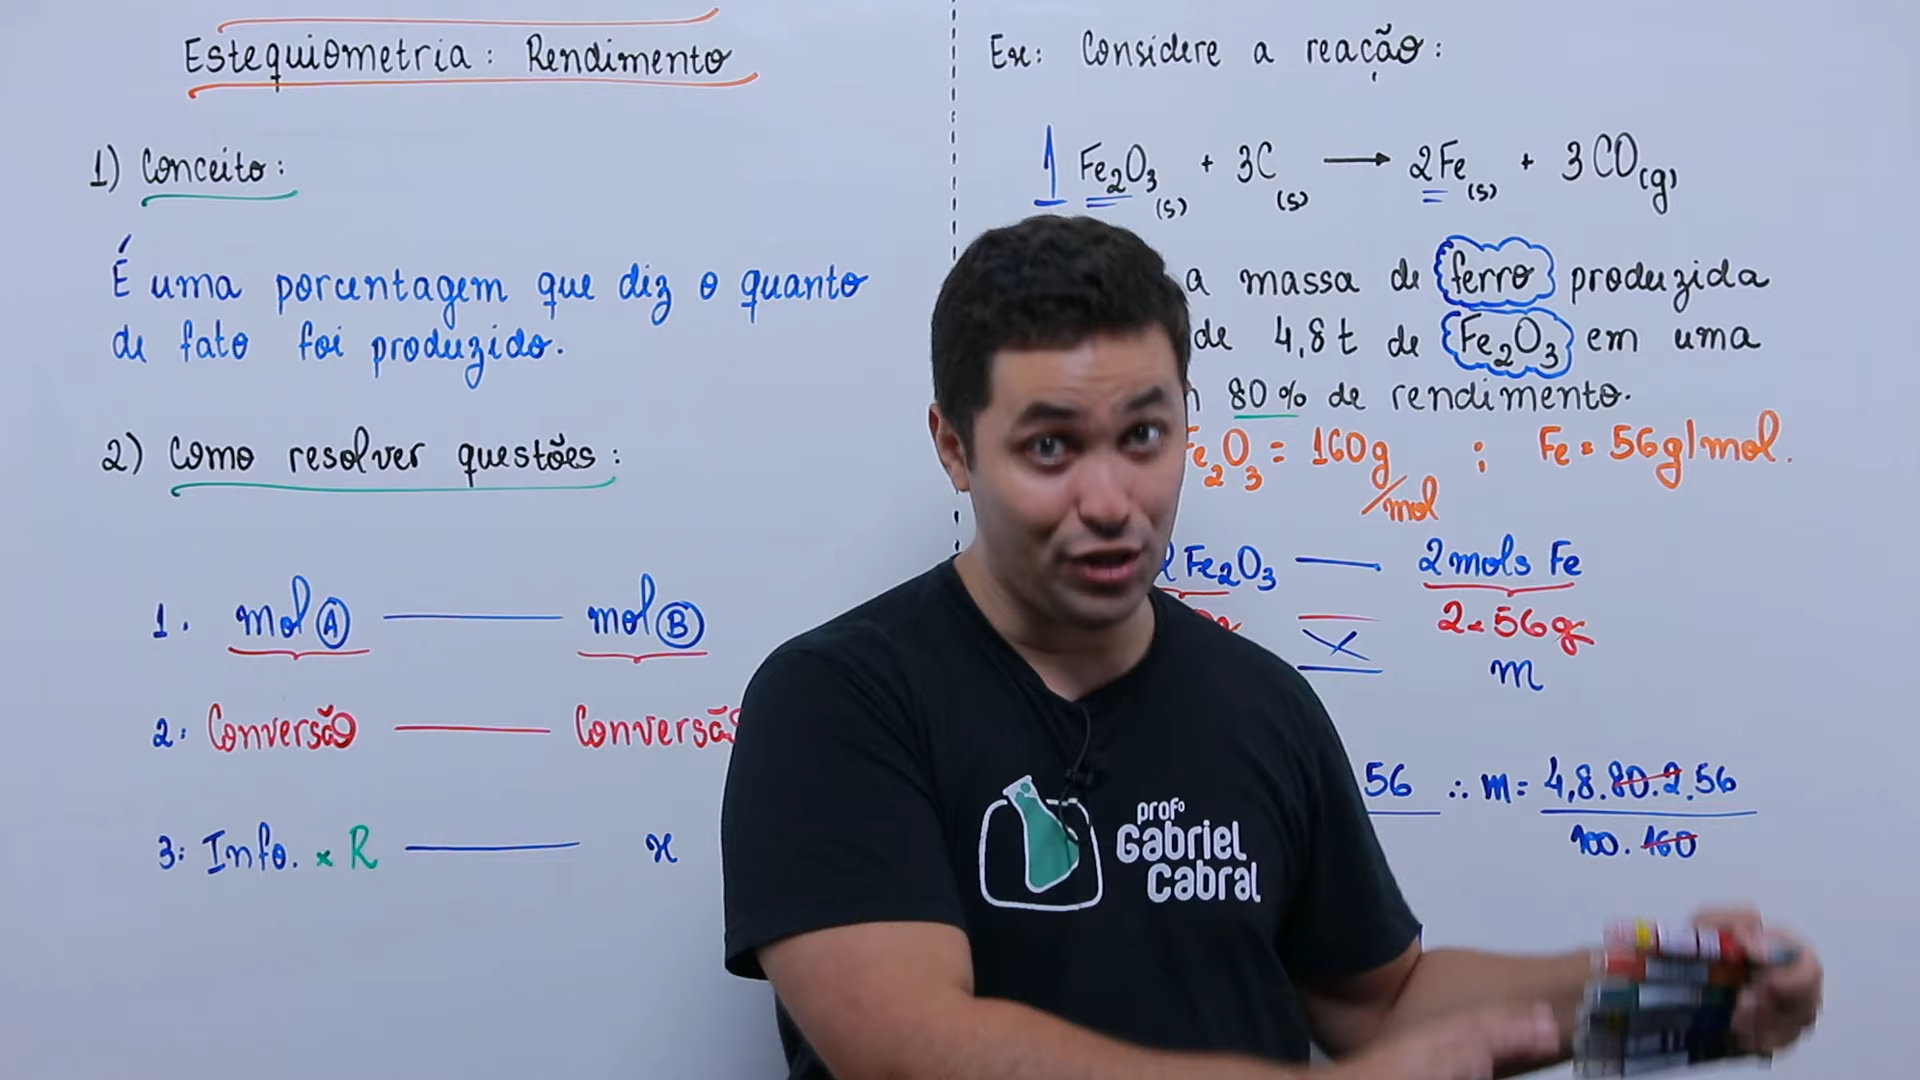 Estequiometria: Rendimento
1) Conceito:
É uma porcentagem que diz o quanto
de fato foi produzido.
2) Como resolver questões:
1. mol A — mol B
2: Conversão — Conversão
3: Info. × R — x
Ex: Considere a reação:
1 Fe2O3(s) + 3C(s) → 2Fe(s) + 3CO(g)
a massa de ferro produzida
de 4,8t de Fe2O3 em uma
80% de rendimento.
Fe2O3 = 160g/mol ; Fe = 56g/mol.
Fe2O3 — 2 mols Fe
2×56g
m
56 ∴ m = 4,8.80.2.56
100.160
profº
Gabriel
Cabral